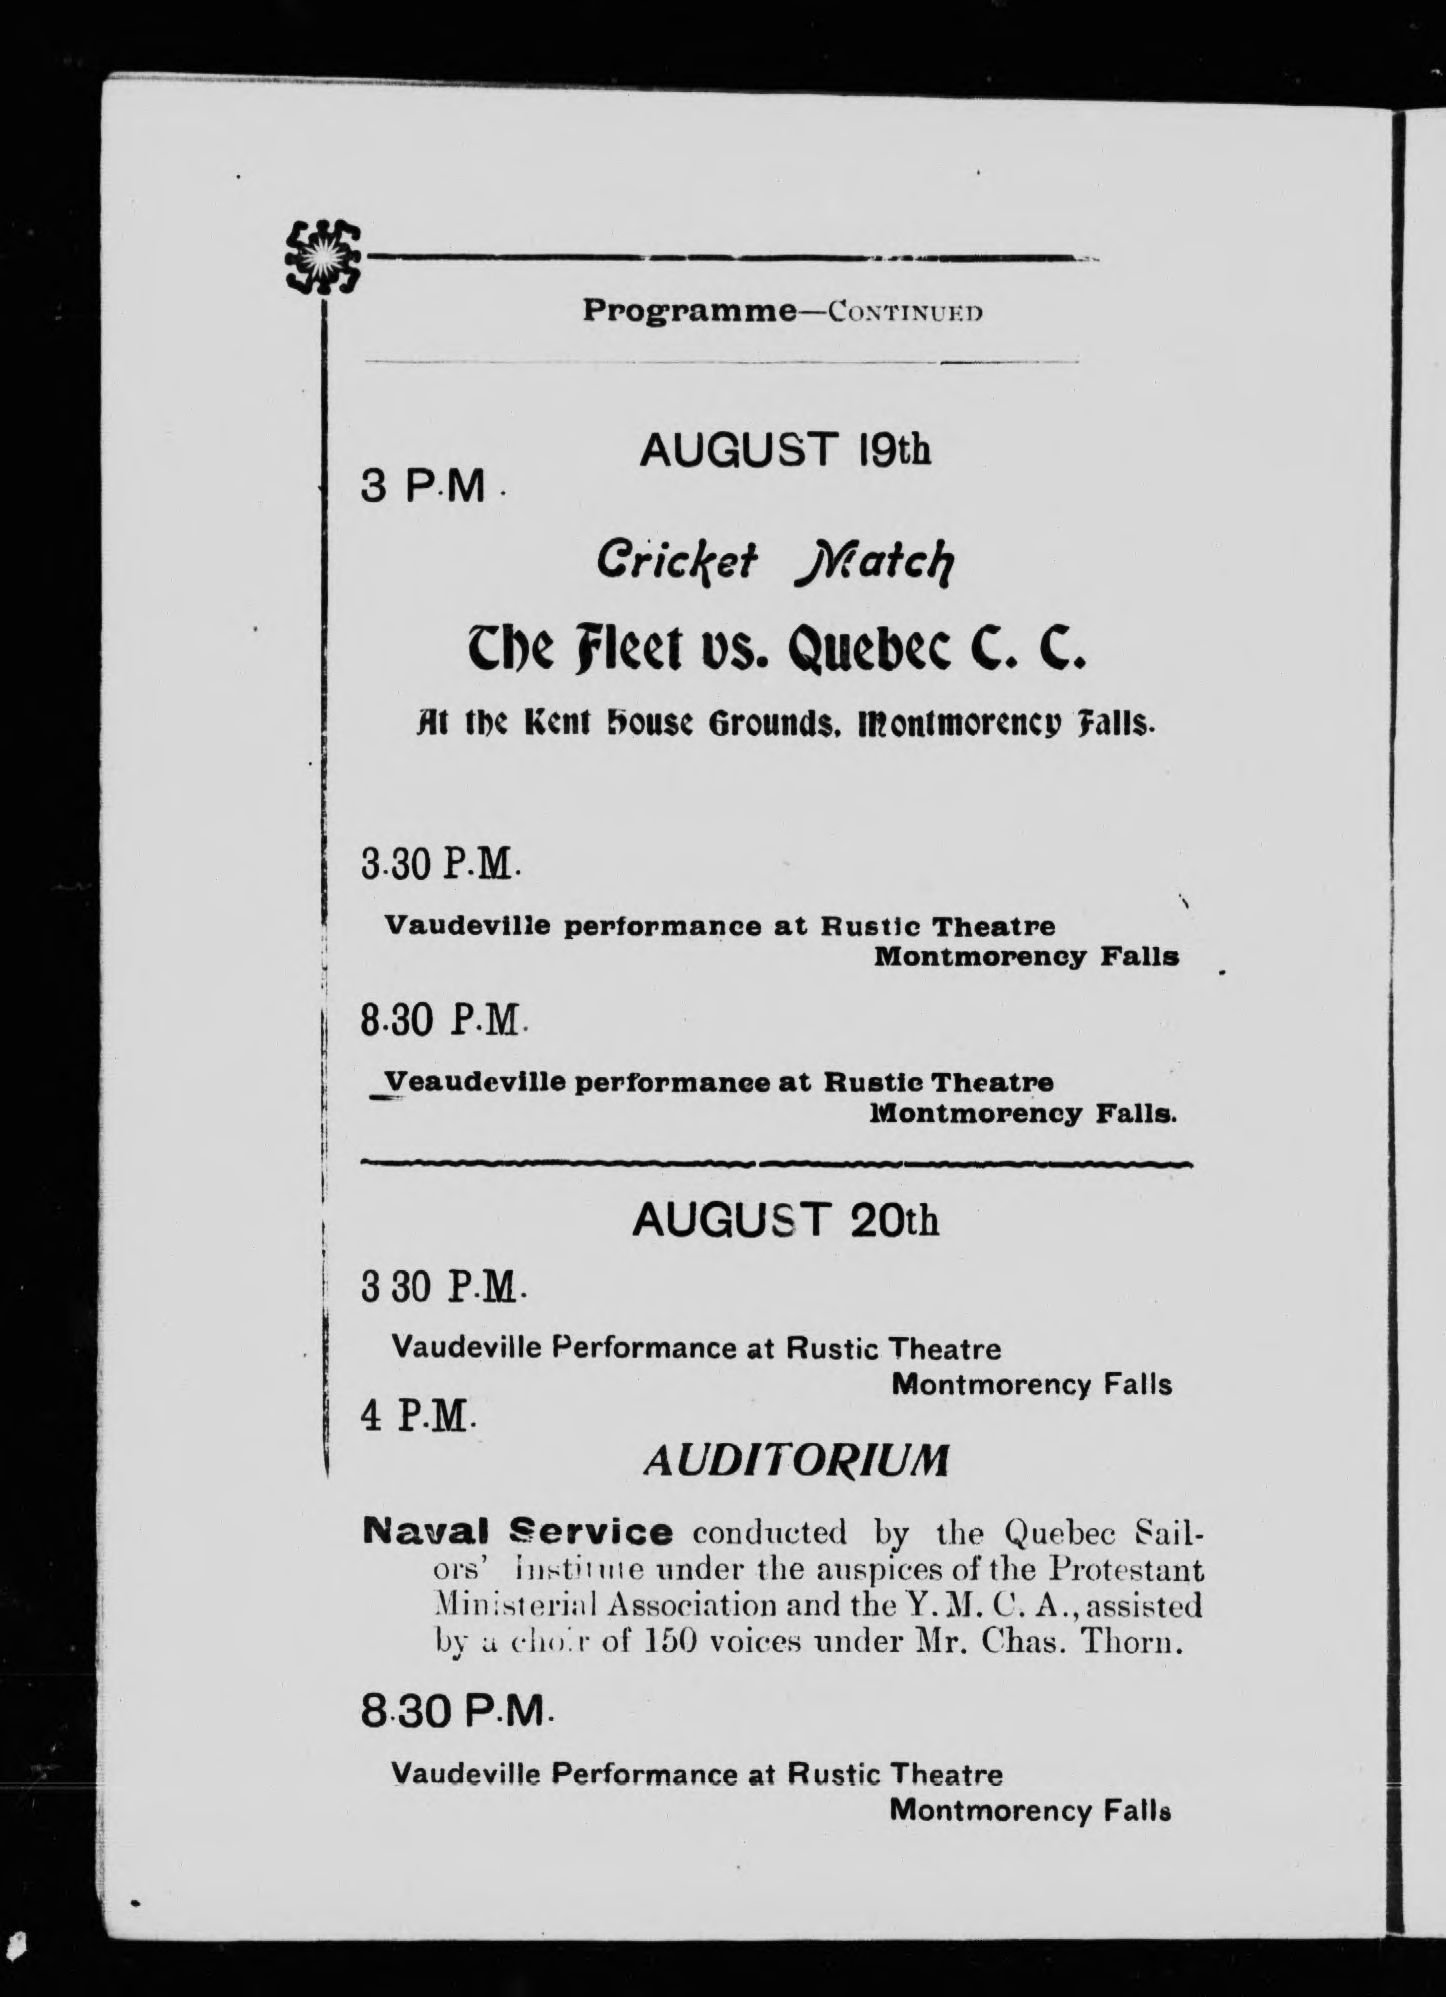 Programme—CONTINUED
AUGUST 19th
3 P.M.
Cricket Match
The Fleet vs. Quebec C. C.
At the Kent House Grounds, Montmorency Falls.
3.30 P.M.
Vaudeville performance at Rustic Theatre
Montmorency Falls
8.30 P.M.
Veaudeville performance at Rustic Theatre
Montmorency Falls.
AUGUST 20th
3 30 P.M.
Vaudeville Performance at Rustic Theatre
Montmorency Falls
4 P.M.
AUDITORIUM
Naval Service conducted by the Quebec Sail-
ors' Institute under the auspices of the Protestant
Ministerial Association and the Y. M. C. A., assisted
by a choir of 150 voices under Mr. Chas. Thorn.
8.30 P.M.
Vaudeville Performance at Rustic Theatre
Montmorency Falls